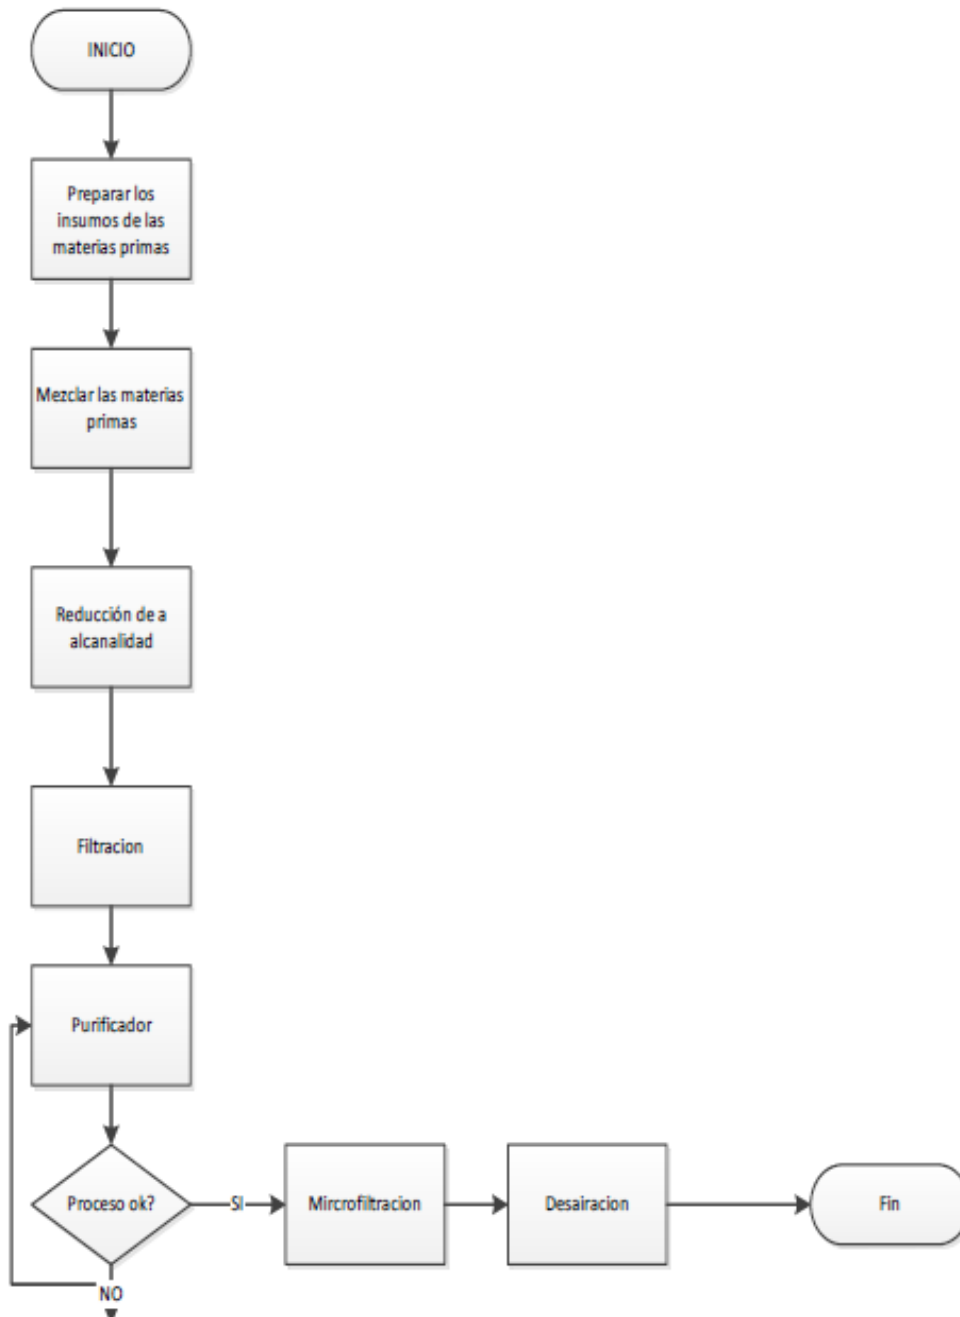 INICIO
Preparar los
insumos de las
materias primas
Mezclar las materias
primas
Reducción de a
alcanalidad
Filtracion
Purificador
Proceso ok?
SI
Mircrofiltracion
Desairacion
Fin
NO